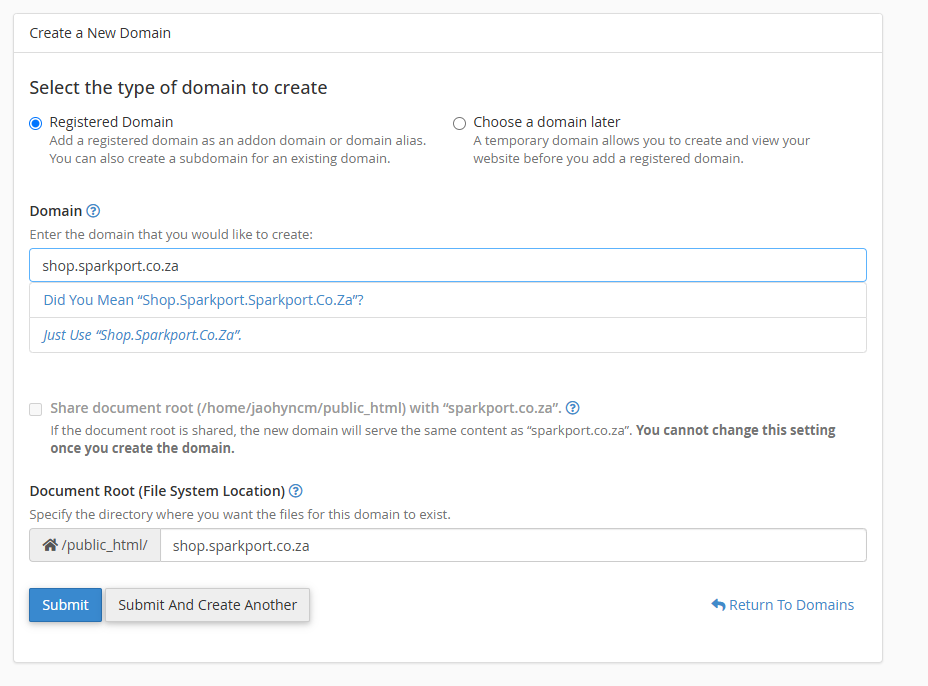 Create a New Domain
Select the type of domain to create
Registered Domain
Add a registered domain as an addon domain or domain alias.
You can also create a subdomain for an existing domain.
Choose a domain later
A temporary domain allows you to create and view your
website before you add a registered domain.
Domain
Enter the domain that you would like to create:
shop.sparkport.co.za
Did You Mean “Shop.Sparkport.Sparkport.Co.Za”?
Just Use “Shop.Sparkport.Co.Za”.
Share document root (/home/jaohyncm/public_html) with “sparkport.co.za”.
If the document root is shared, the new domain will serve the same content as “sparkport.co.za”. You cannot change this setting
once you create the domain.
Document Root (File System Location)
Specify the directory where you want the files for this domain to exist.
/public_html/ shop.sparkport.co.za
Submit Submit And Create Another Return To Domains